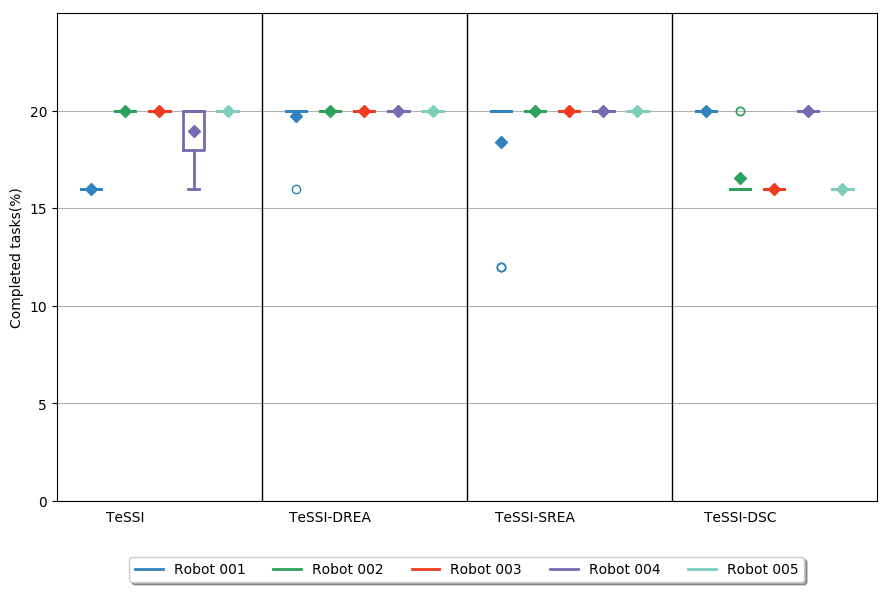 Completed tasks(%)
20
15
10
5
0
TeSSI TeSSI-DREA TeSSI-SREA TeSSI-DSC
Robot 001 Robot 002 Robot 003 Robot 004 Robot 005